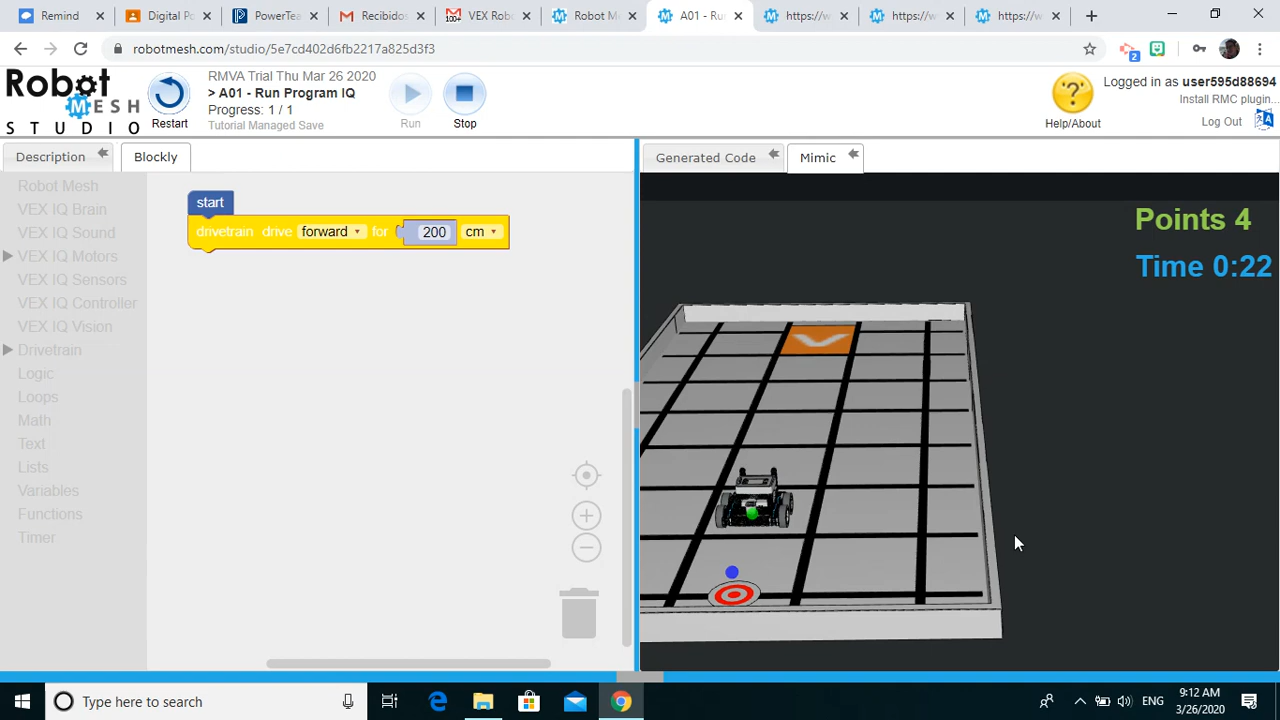 Remind
Digital Po
PowerTea
Recibidos
100+
VEX Rob
Robot Me
A01 - Ru
https://w
https://w
https://w
robotmesh.com/studio/5e7cd402d6fb2217a825d3f3
2
Robot
MESH
STUDIO
Restart
RMVA Trial Thu Mar 26 2020
> A01 - Run Program IQ
Progress: 1 / 1
Tutorial Managed Save
Run
Stop
Help/About
Logged in as user595d88694
Install RMC plugin...
Log Out
Description
Blockly
Generated Code
Mimic
Robot Mesh
VEX IQ Brain
VEX IQ Sound
VEX IQ Motors
VEX IQ Sensors
VEX IQ Controller
VEX IQ Vision
Drivetrain
Logic
Loops
Math
Text
Lists
Variables
Functions
Timer
start
drivetrain drive forward for 200 cm
Points 4
Time 0:22
Type here to search
ENG
9:12 AM
3/26/2020